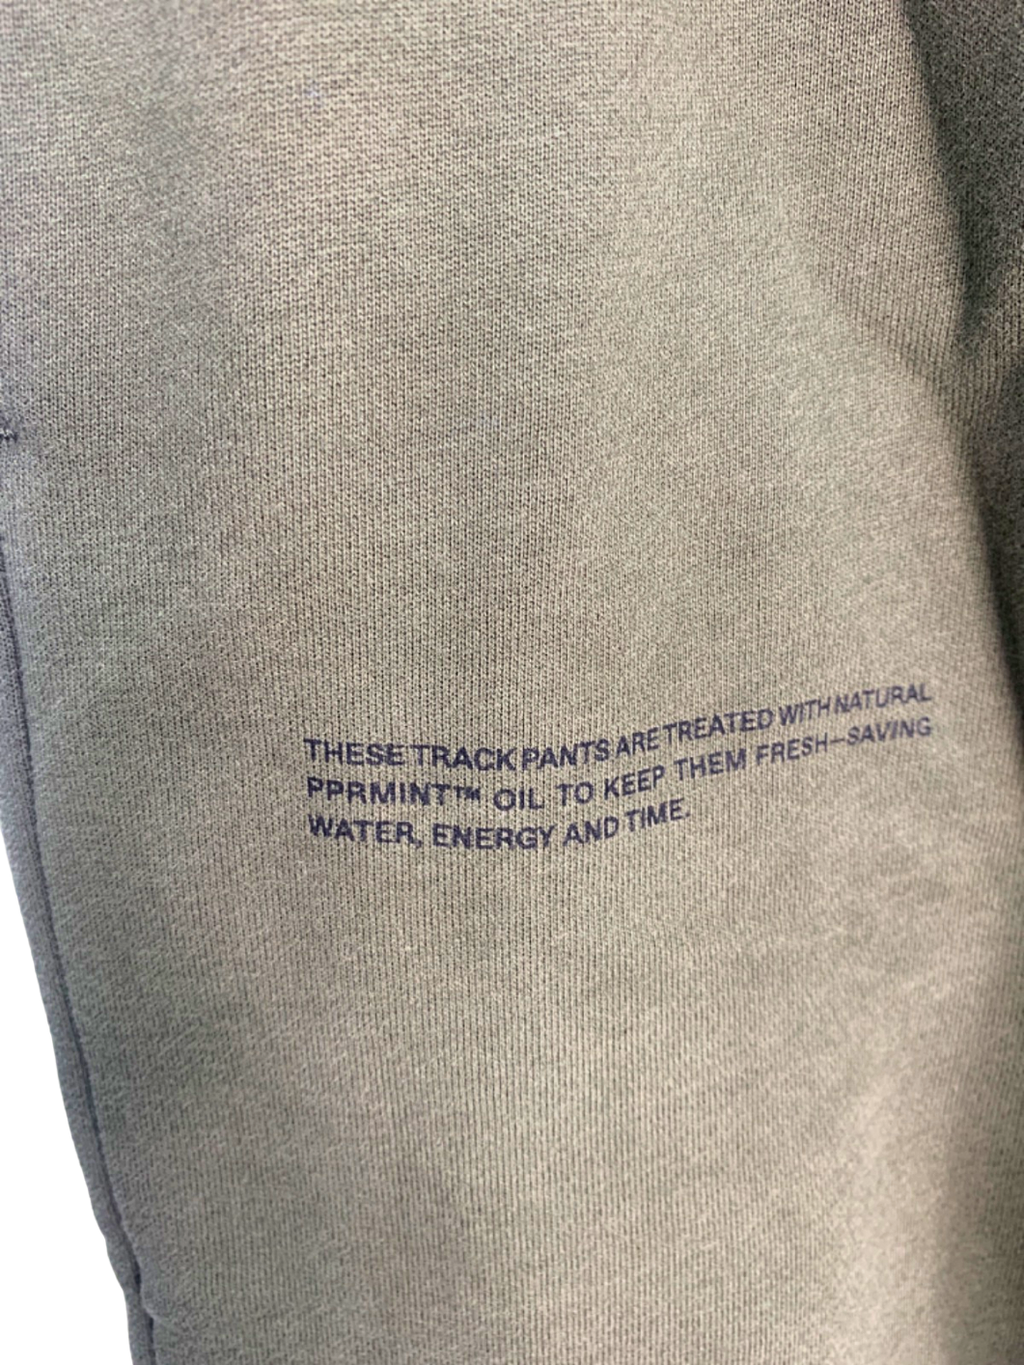 THESE TRACK PANTS ARE TREATED WITH NATURAL
PPRMINT™ OIL TO KEEP THEM FRESH—SAVING
WATER, ENERGY AND TIME.